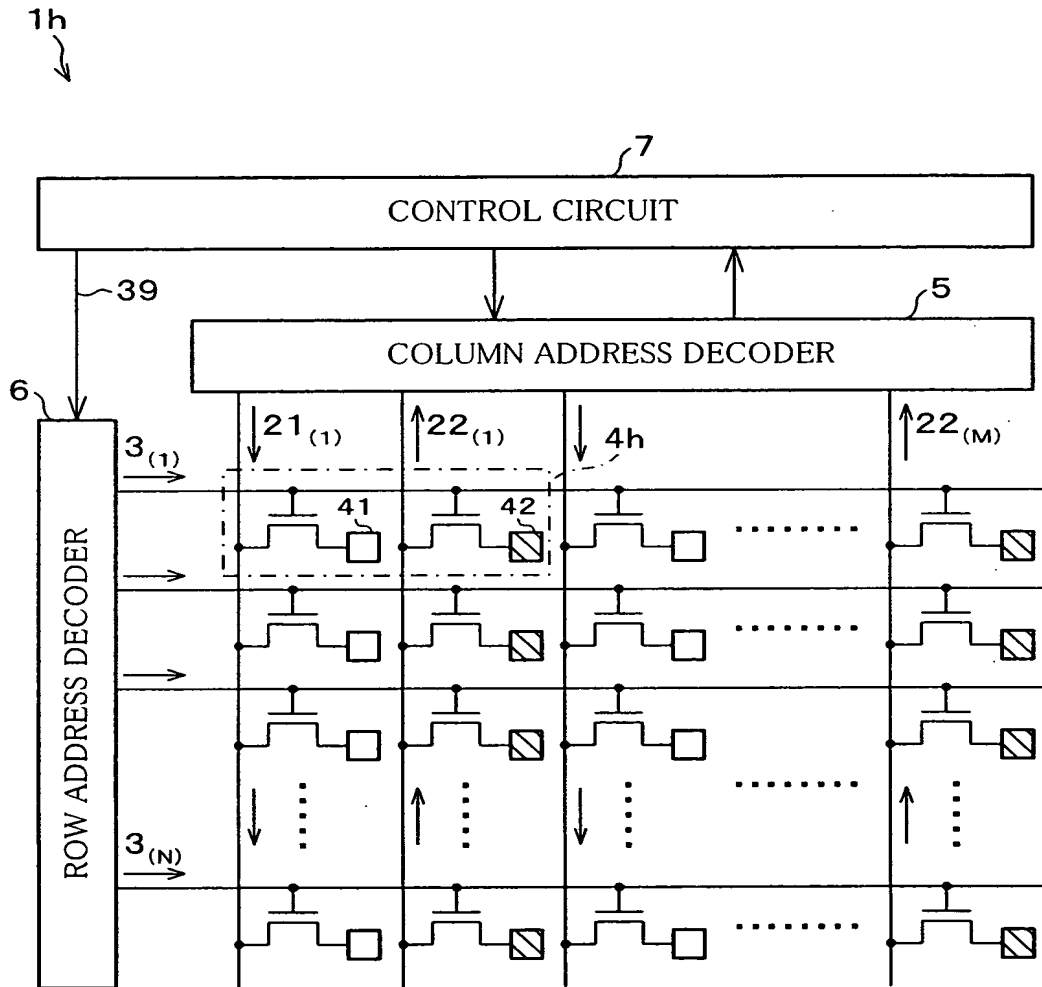 1h
7
CONTROL CIRCUIT
39
5
COLUMN ADDRESS DECODER
6
21(1)
22(1)
4h
22(M)
3(1)
41
42
ROW ADDRESS DECODER
3(N)